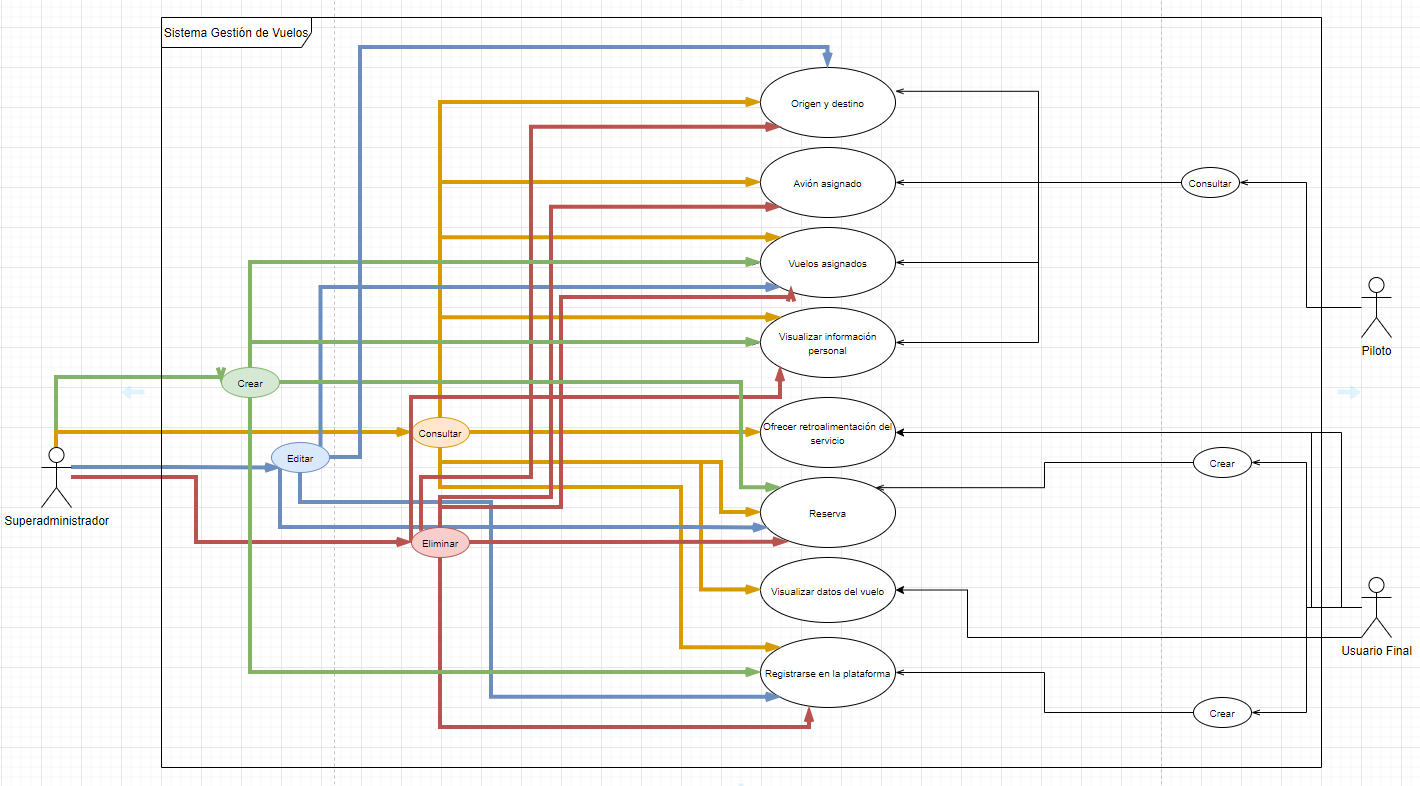 Sistema Gestión de Vuelos
Origen y destino
Avión asignado
Consultar
Vuelos asignados
Visualizar información
personal
Piloto
Crear
Consultar
Ofrecer retroalimentación del
servicio
Editar
Crear
Superadministrador
Reserva
Eliminar
Visualizar datos del vuelo
Usuario Final
Registrarse en la plataforma
Crear